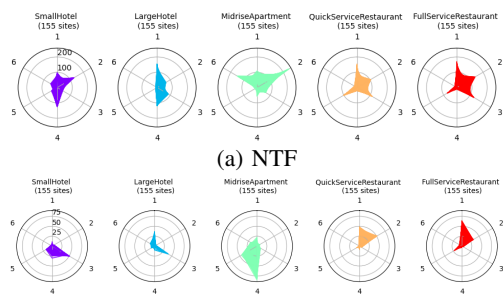 SmallHotel LargeHotel MidriseApartment QuickServiceRestaurant FullServiceRestaurant
(155 sites) (155 sites) (155 sites) (155 sites) (155 sites)
1 1 1 1 1
200
6 2 6 2 6 2 6 2 6 2
100
5 3 5 3 5 3 5 3 5 3
4 4 4 4 4
(a) NTF
SmallHotel LargeHotel MidriseApartment QuickServiceRestaurant FullServiceRestaurant
(155 sites) (155 sites) (155 sites) (155 sites) (155 sites)
1 1 1 1 1
75
6 50 2 6 2 6 2 6 2 6 2
25
5 3 5 3 5 3 5 3 5 3
4 4 4 4 4